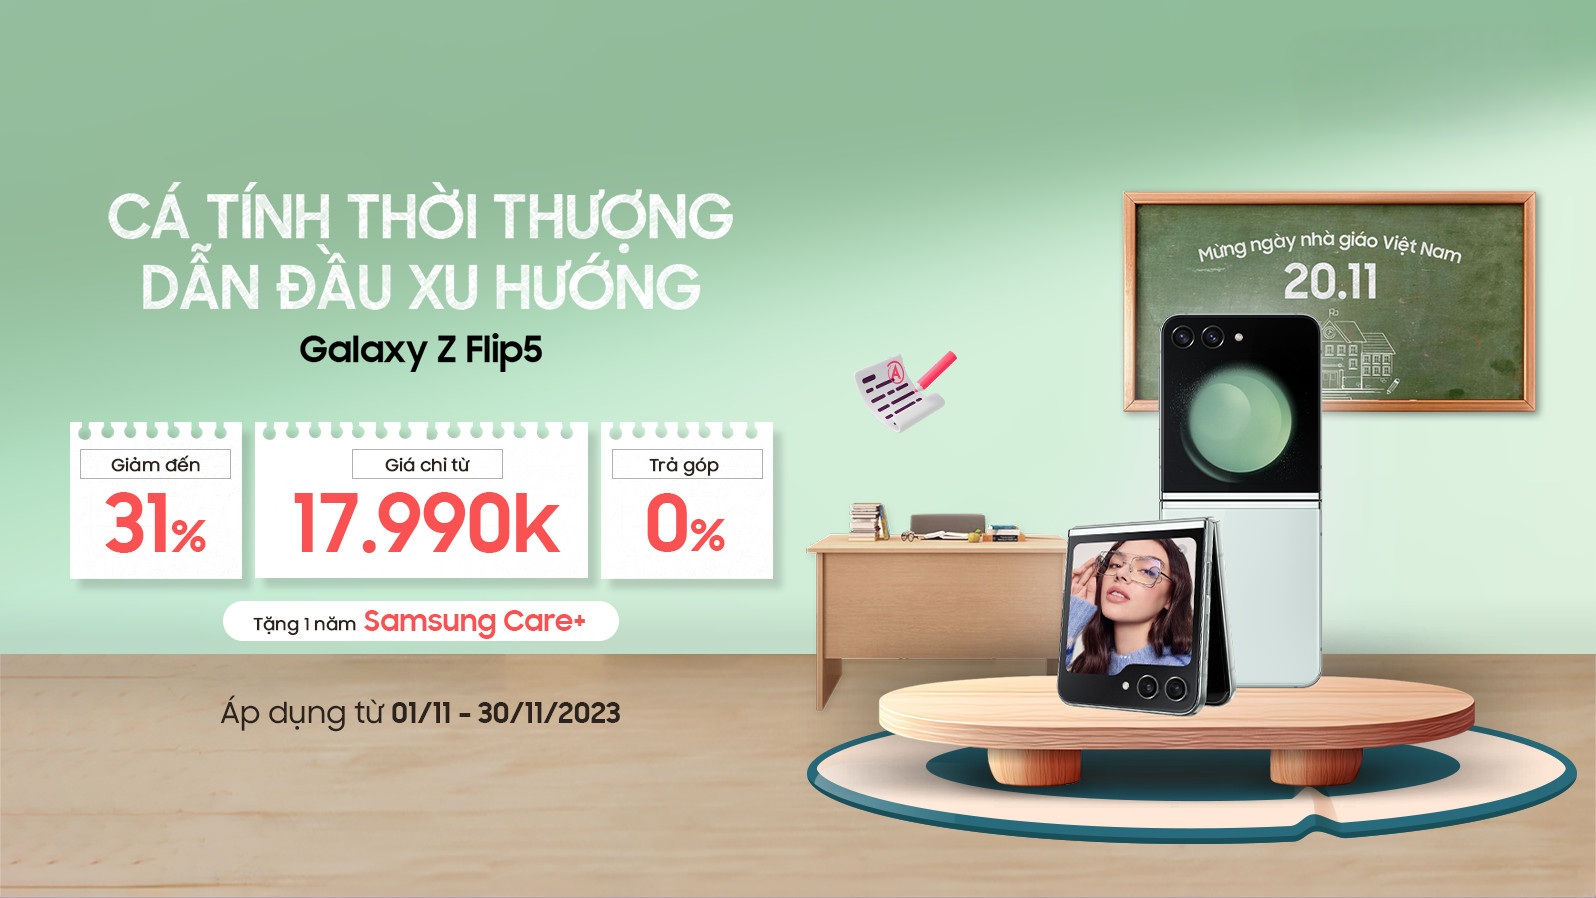 CÁ TÍNH THỜI THƯỢNG
DẪN ĐẦU XU HƯỚNG
Galaxy Z Flip5
Giảm đến
31%
Giá chỉ từ
17.990k
Trả góp
0%
Tặng 1 năm Samsung Care+
Áp dụng từ 01/11 - 30/11/2023
Mừng ngày nhà giáo Việt Nam
20.11
A